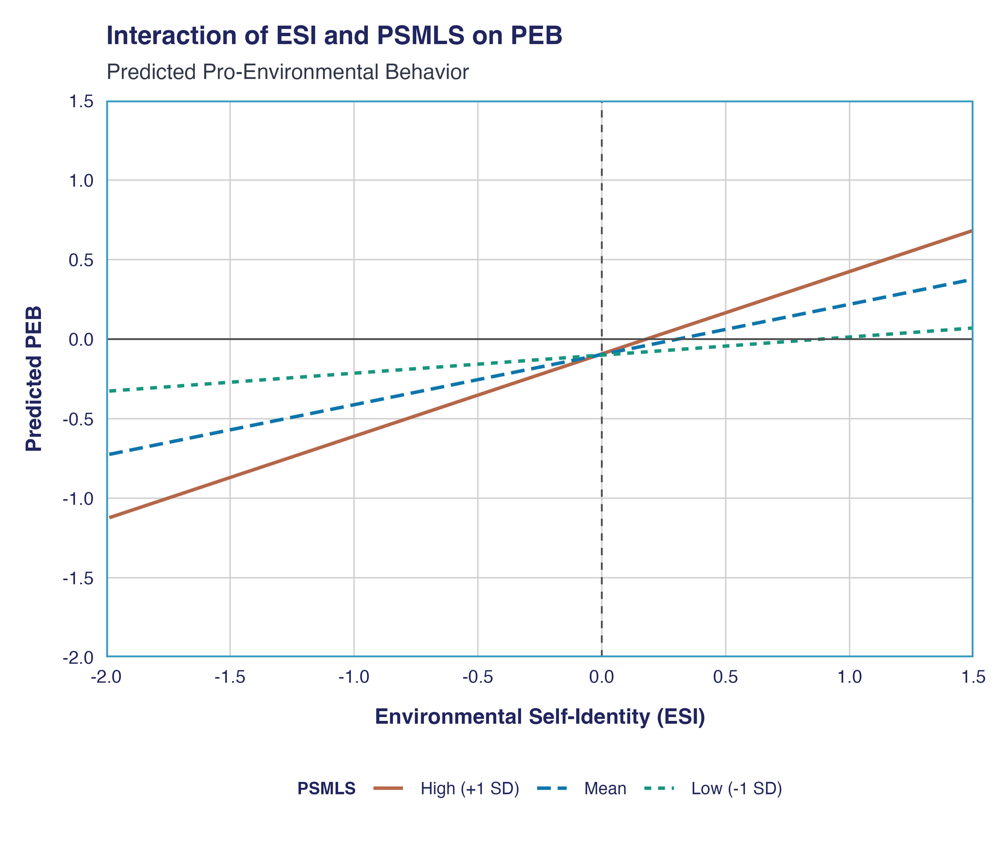 Interaction of ESI and PSMLS on PEB
Predicted Pro-Environmental Behavior
1.5
1.0
0.5
0.0
-0.5
-1.0
-1.5
-2.0
Predicted PEB
-2.0 -1.5 -1.0 -0.5 0.0 0.5 1.0 1.5
Environmental Self-Identity (ESI)
PSMLS High (+1 SD) Mean Low (-1 SD)